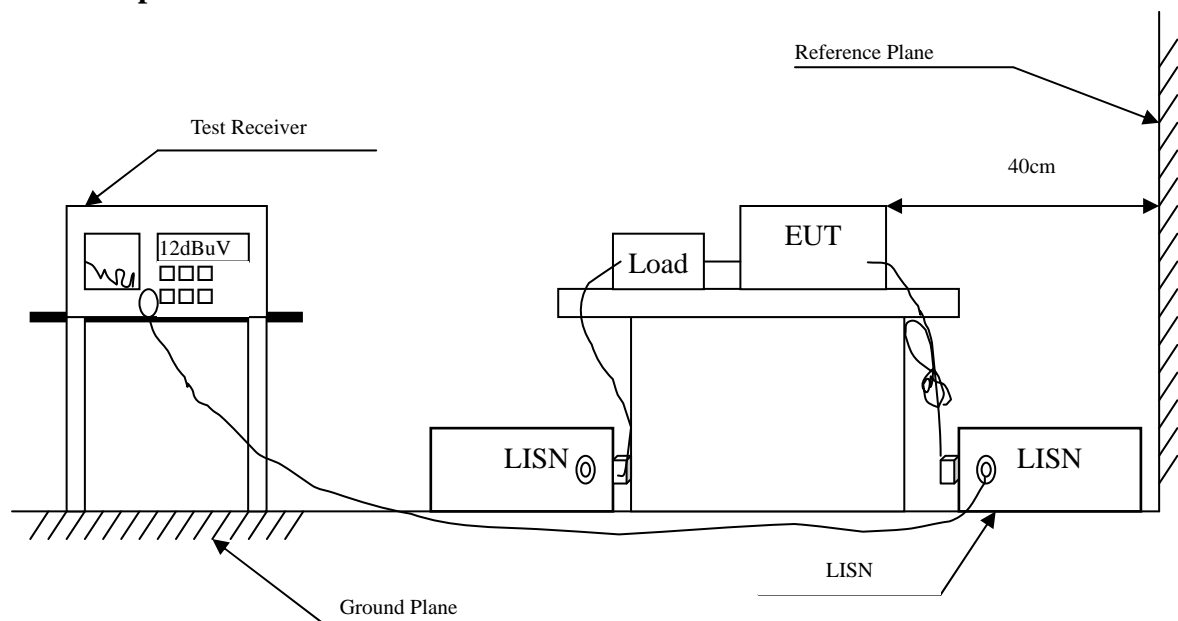 Reference Plane
Test Receiver
40cm
12dBuV
Load
EUT
LISN
LISN
LISN
Ground Plane